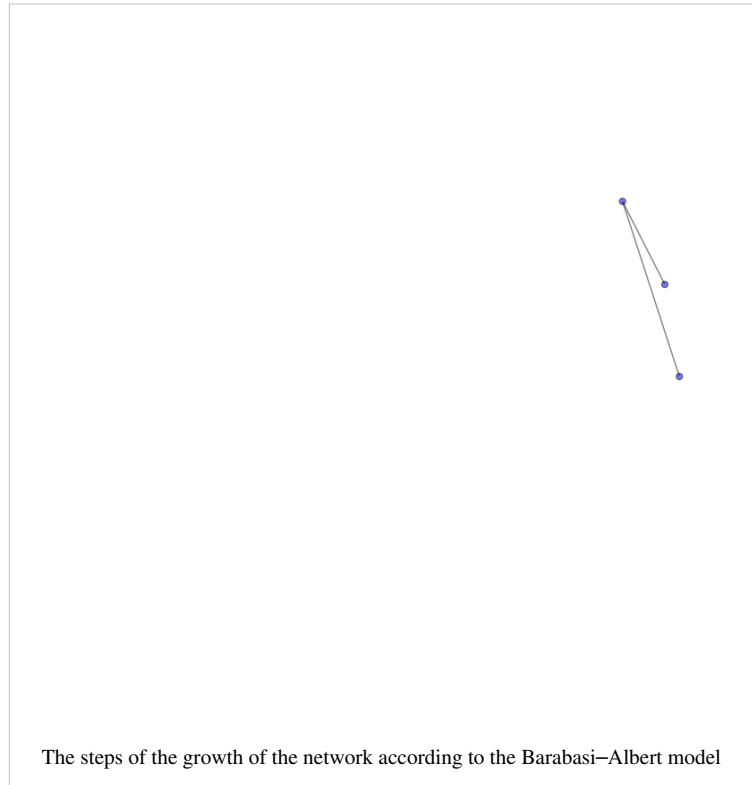 The steps of the growth of the network according to the Barabasi–Albert model